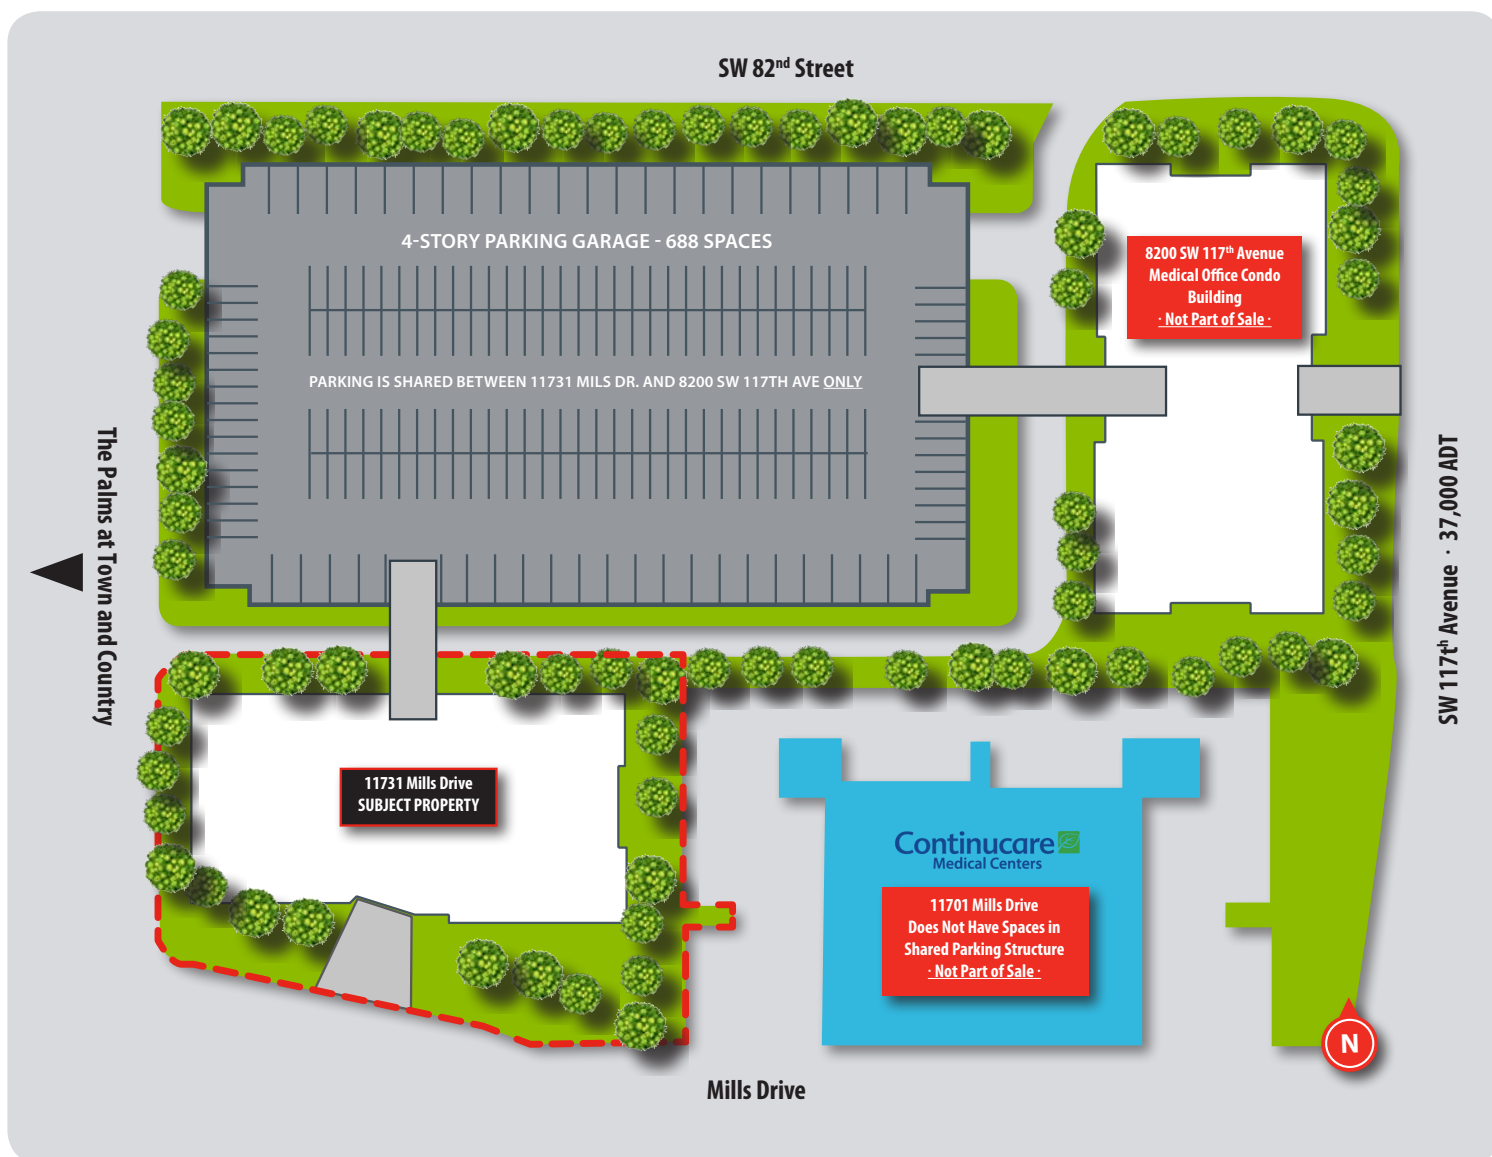 SW 82nd Street
4-STORY PARKING GARAGE - 688 SPACES
PARKING IS SHARED BETWEEN 11731 MILS DR. AND 8200 SW 117TH AVE ONLY
8200 SW 117th Avenue
Medical Office Condo
Building
· Not Part of Sale ·
The Palms at Town and Country
SW 117th Avenue · 37,000 ADT
11731 Mills Drive
SUBJECT PROPERTY
Continucare
Medical Centers
11701 Mills Drive
Does Not Have Spaces in
Shared Parking Structure
· Not Part of Sale ·
N
Mills Drive